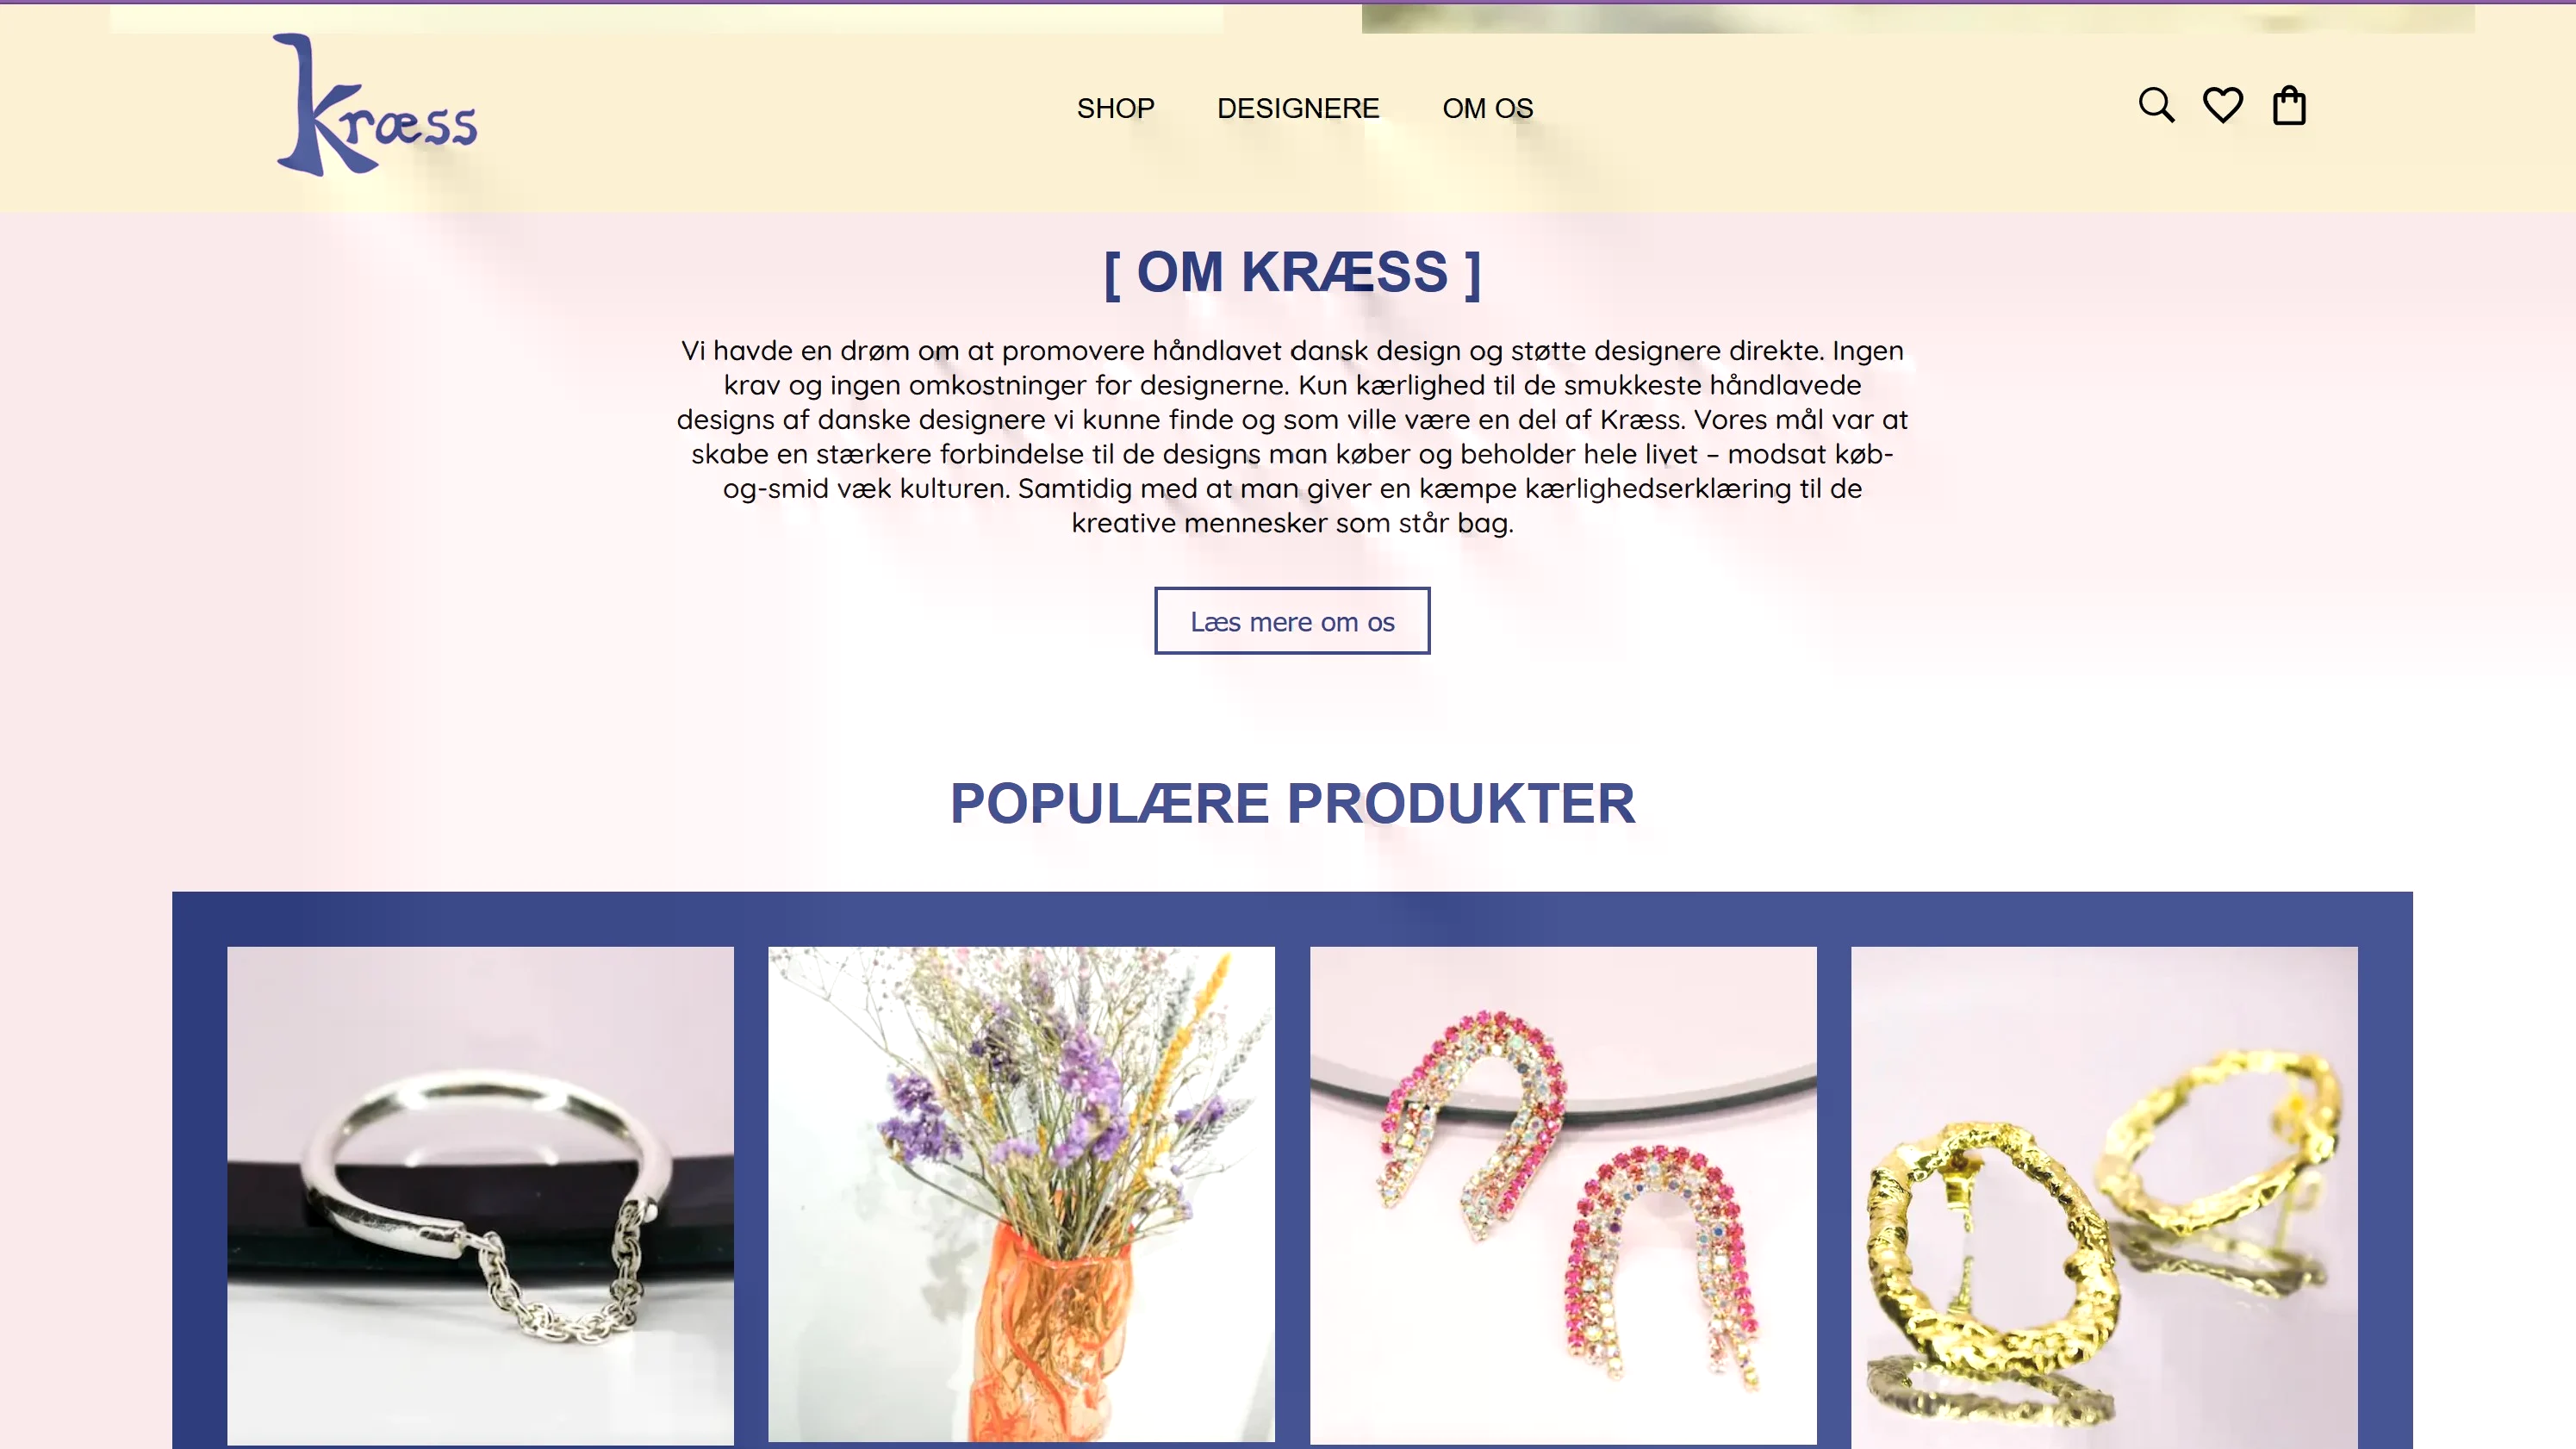 kræss
SHOP
DESIGNERE
OM OS
[ OM KRÆSS ]
Vi havde en drøm om at promovere håndlavet dansk design og støtte designere direkte. Ingen
krav og ingen omkostninger for designerne. Kun kærlighed til de smukkeste håndlavede
designs af danske designere vi kunne finde og som ville være en del af Kræss. Vores mål var at
skabe en stærkere forbindelse til de designs man køber og beholder hele livet – modsat køb-
og-smid væk kulturen. Samtidig med at man giver en kæmpe kærlighedserklæring til de
kreative mennesker som står bag.
Læs mere om os
POPULÆRE PRODUKTER